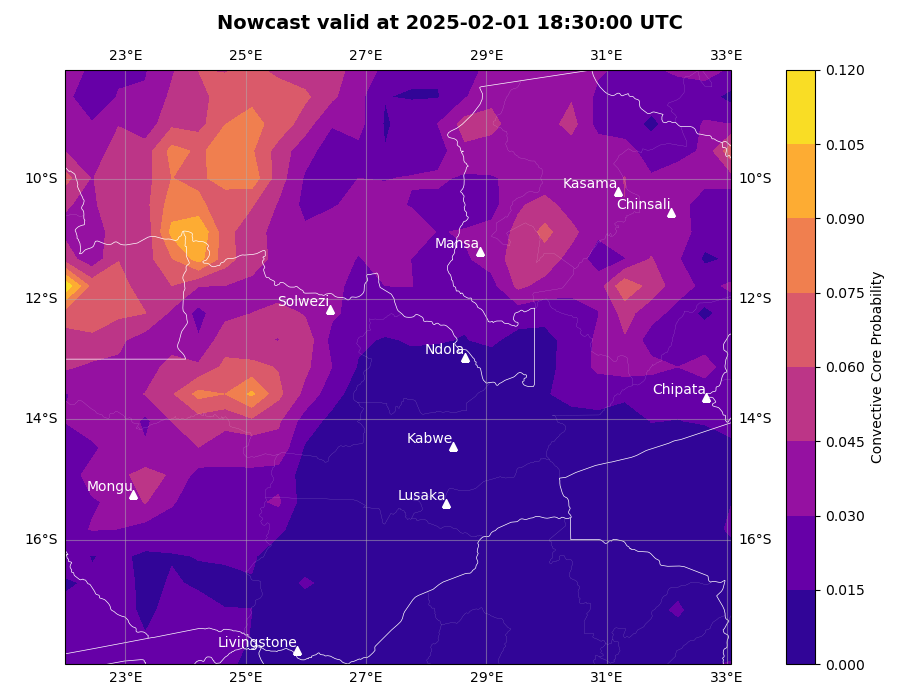 Nowcast valid at 2025-02-01 18:30:00 UTC
23°E 25°E 27°E 29°E 31°E 33°E
0.120
0.105
10°S 10°S
Kasama
Chinsali
0.090
Mansa
0.075
12°S 12°S
Solwezi
0.060
Ndola
Chipata
14°S 14°S
Kabwe
0.045
Mongu
Lusaka
0.030
16°S 16°S
0.015
Livingstone
0.000
23°E 25°E 27°E 29°E 31°E 33°E
Convective Core Probability